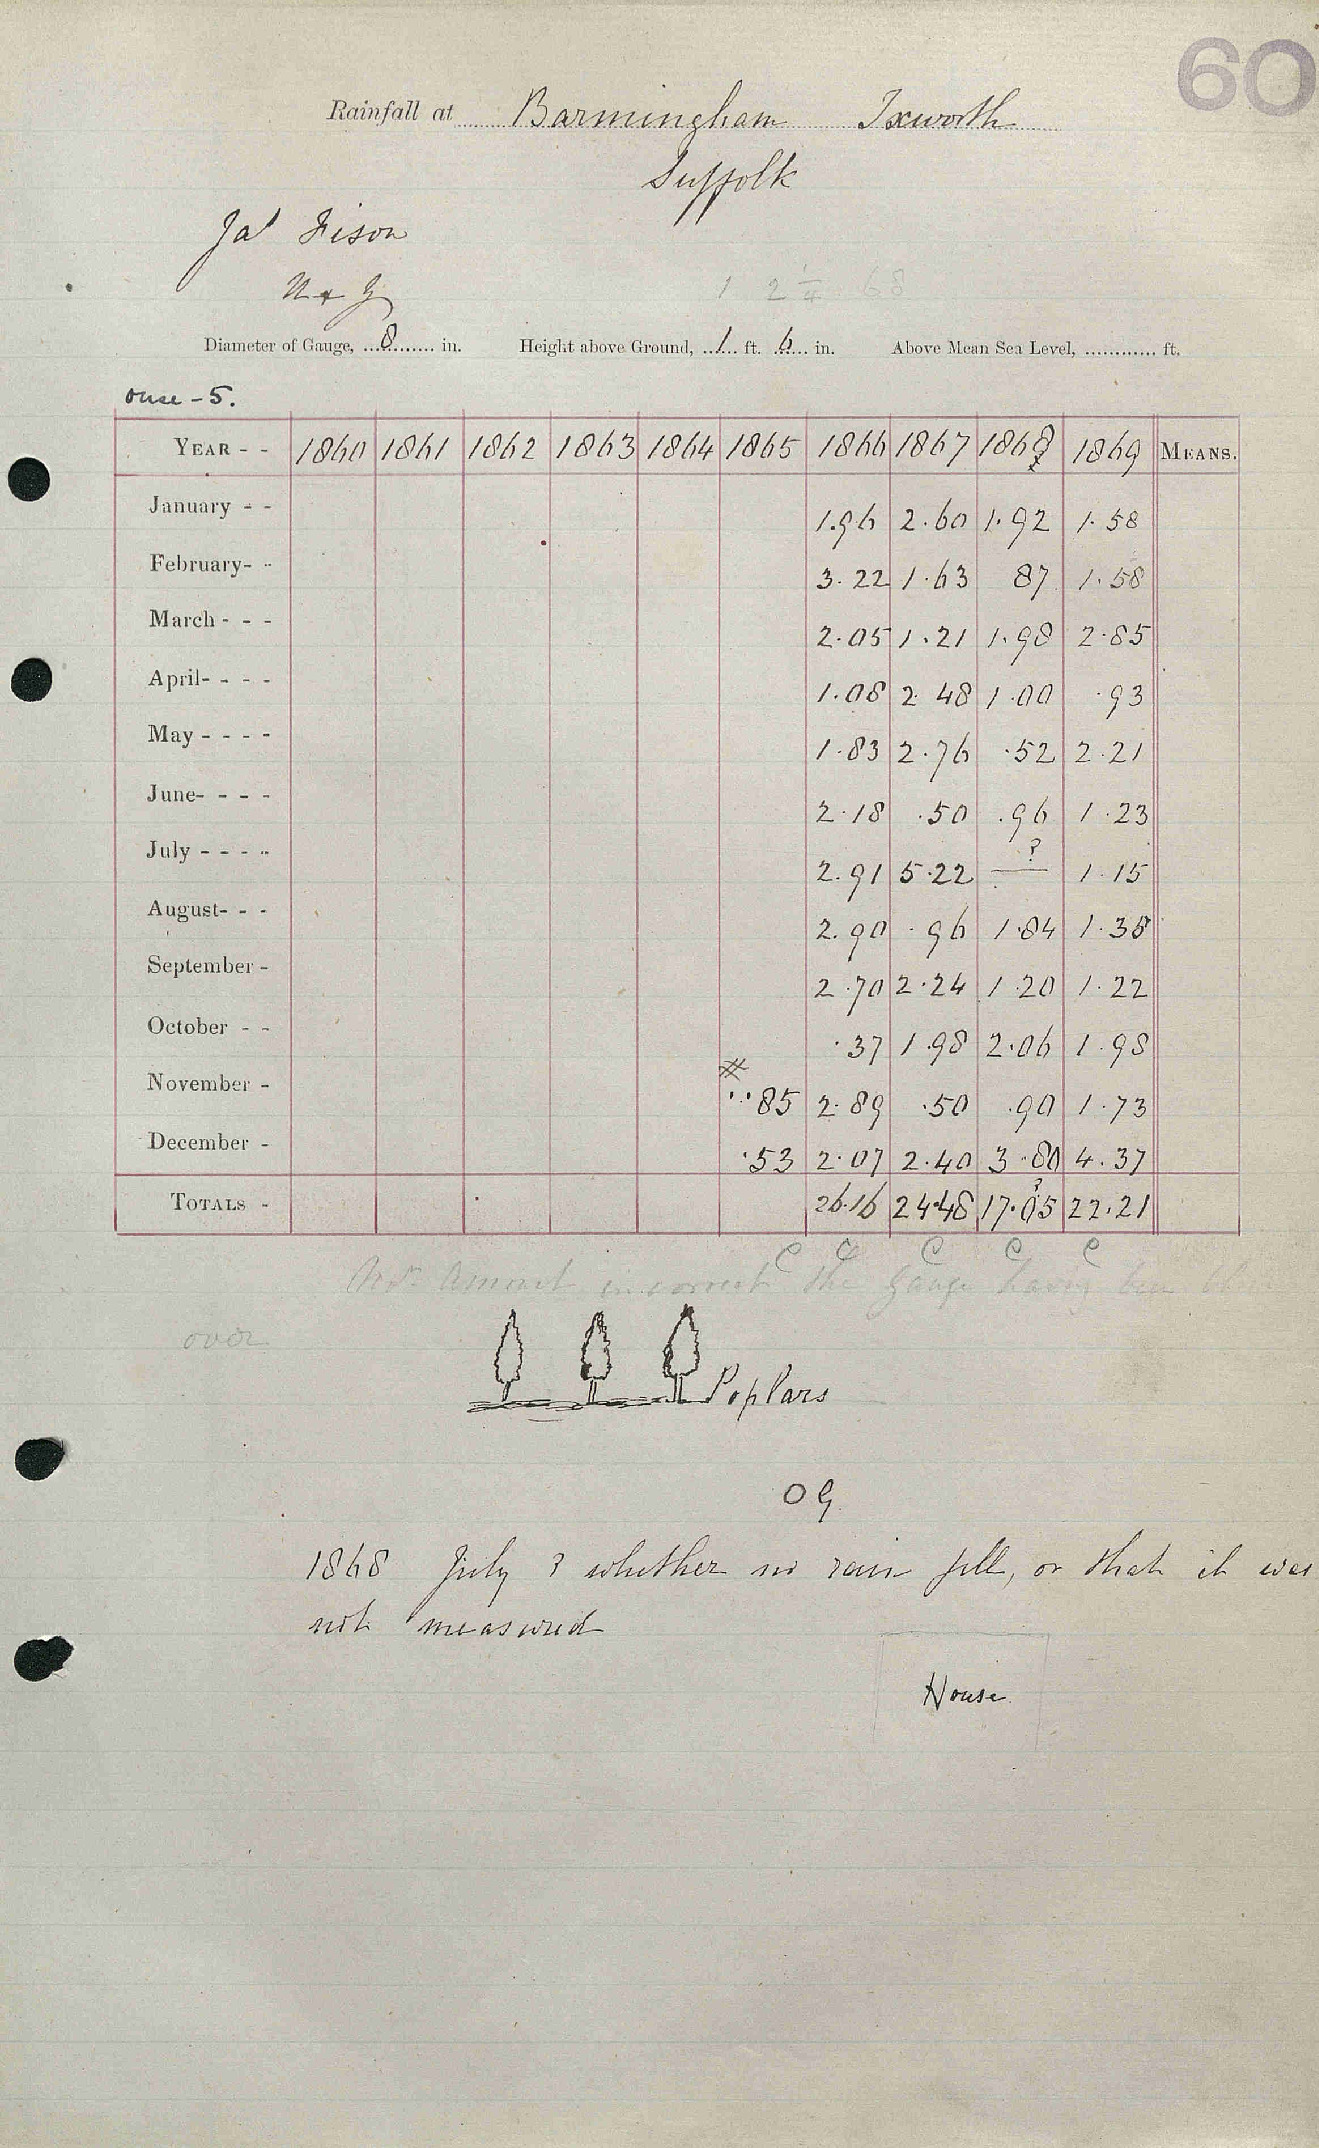 60
Rainfall at Barmingham Ixworth
Suffolk
Jas Fison
1 2 1/4 68
Diameter of Gauge, 8 in. Height above Ground, 1 ft. 6 in. Above Mean Sea Level, ............ ft.
Ouse - 5.
YEAR - - 1860 1861 1862 1863 1864 1865 1866 1867 1868 1869 MEANS.
January - - 1.96 2.60 1.92 1.58
February- - 3.22 1.63 87 1.58
March - - - 2.05 1.21 1.98 2.85
April- - - - 1.08 2.48 1.00 .93
May - - - - 1.83 2.76 .52 2.21
June- - - - 2.18 .50 .96 1.23
July - - - - 2.91 5.22 — ? 1.15
August- - - 2.90 .96 1.84 1.38
September - 2.70 2.24 1.20 1.22
October - - .37 1.98 2.06 1.98
November - .85 2.89 .50 .90 1.73
December - .53 2.07 2.40 3.80 4.37
TOTALS - 26.16 24.48 17.05 ? 22.21
C C C C C
Novr Amount incorrect the Gauge having been
over
Poplars
O G
1868 July ? whether no rain fell, or that it was
not measured
House